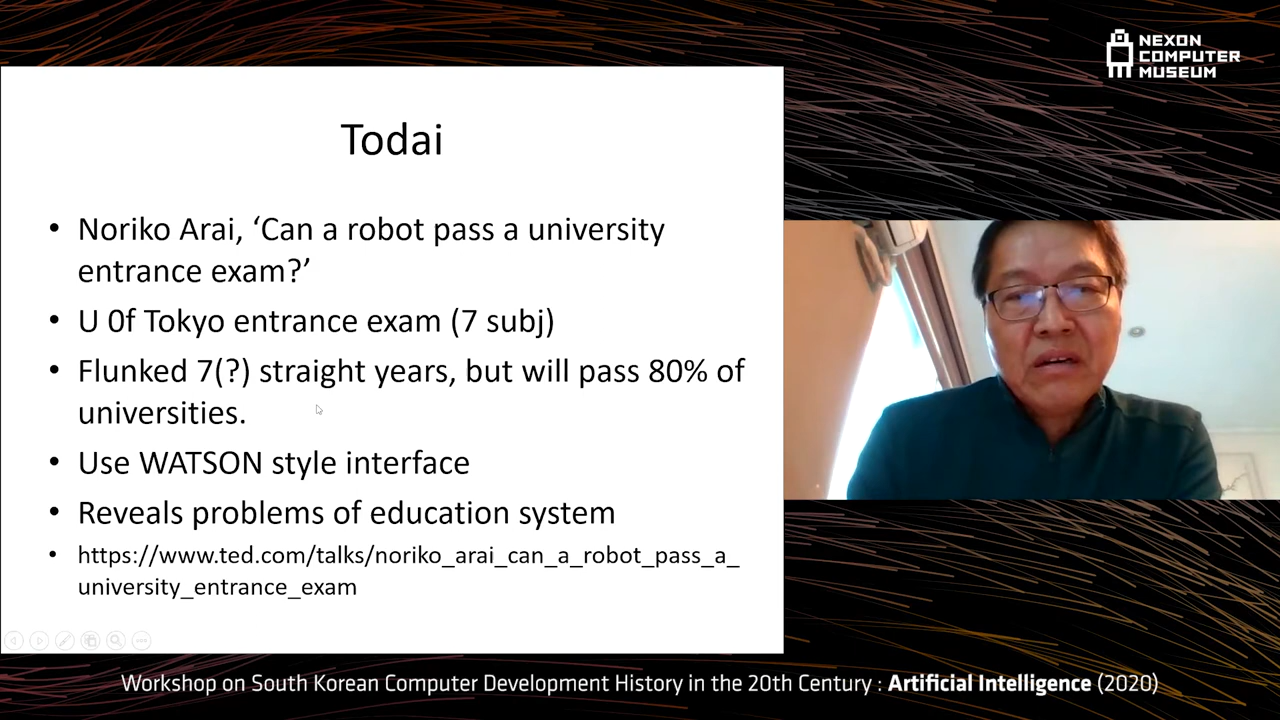 NEXON
COMPUTER
MUSEUM
Todai
• Noriko Arai, ‘Can a robot pass a university
entrance exam?’
• U 0f Tokyo entrance exam (7 subj)
• Flunked 7(?) straight years, but will pass 80% of
universities.
• Use WATSON style interface
• Reveals problems of education system
• https://www.ted.com/talks/noriko_arai_can_a_robot_pass_a_
university_entrance_exam
Workshop on South Korean Computer Development History in the 20th Century : Artificial Intelligence (2020)